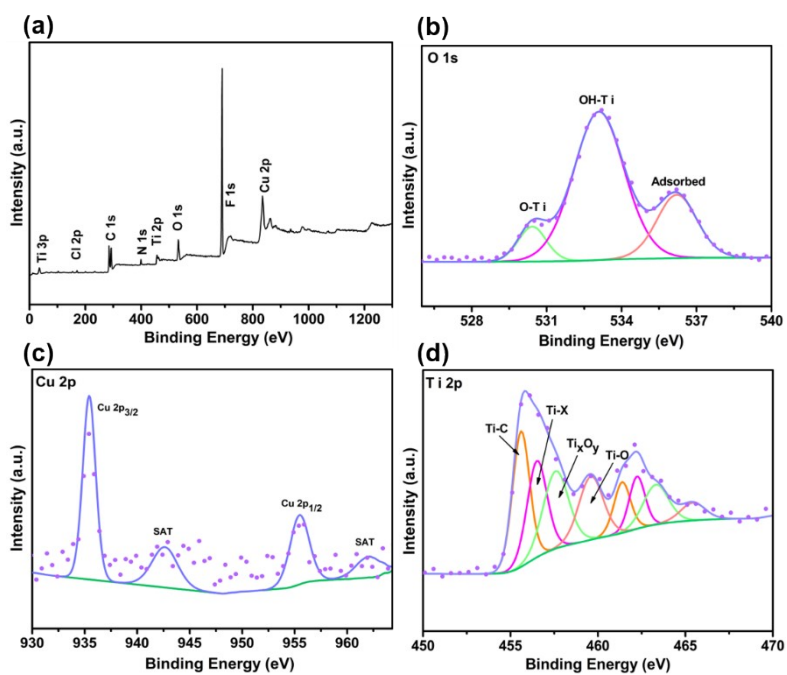 (a)
Intensity (a.u.)
Ti 3p
Cl 2p
C 1s
N 1s
Ti 2p
O 1s
F 1s
Cu 2p
0 200 400 600 800 1000 1200
Binding Energy (eV)
(b)
O 1s
Intensity (a.u.)
O-T i
OH-T i
Adsorbed
528 531 534 537 540
Binding Energy (eV)
(c)
Cu 2p
Intensity (a.u.)
Cu 2p3/2
SAT
Cu 2p1/2
SAT
930 935 940 945 950 955 960
Binding Energy (eV)
(d)
T i 2p
Intensity (a.u.)
Ti-C
Ti-X
TixOy
Ti-O
450 455 460 465 470
Binding Energy (eV)